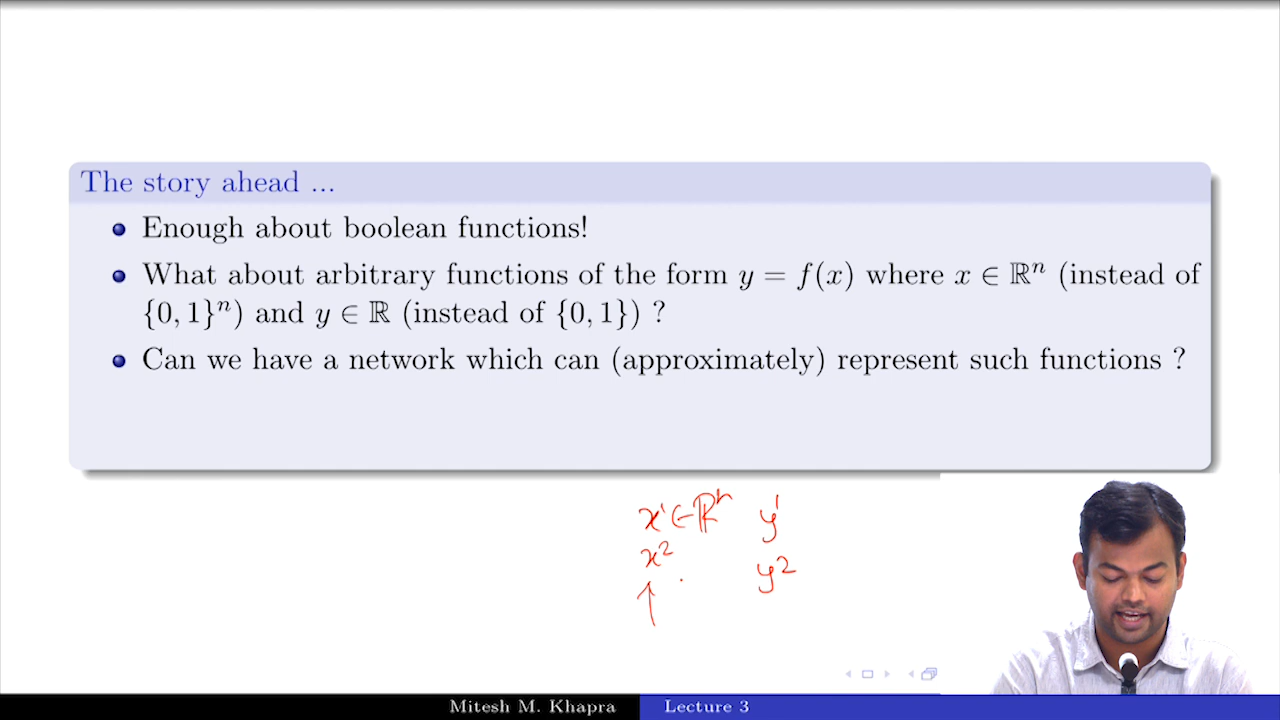 The story ahead ...
Enough about boolean functions!
What about arbitrary functions of the form y = f(x) where x ∈ ℝⁿ (instead of
{0, 1}ⁿ) and y ∈ ℝ (instead of {0, 1}) ?
Can we have a network which can (approximately) represent such functions ?
x¹ ∈ ℝⁿ y¹
x² y²
Mitesh M. Khapra Lecture 3